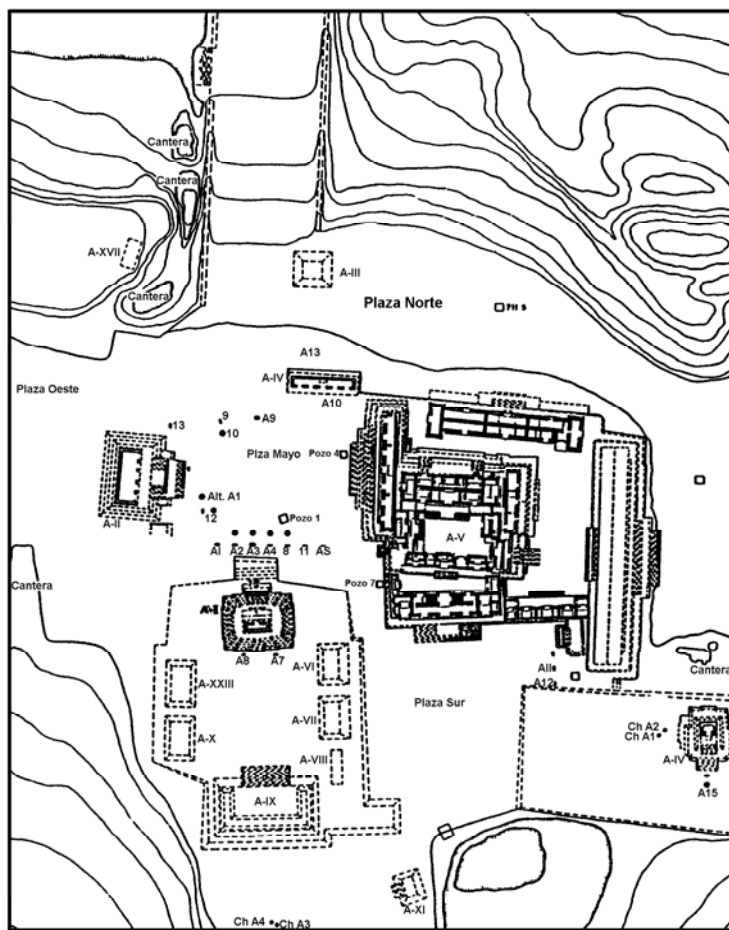 Cantera
Cantera
A-XVII
A-III
Cantera
Plaza Norte
PH 5
A13
A-IV
Plaza Oeste
A10
9
A9
13
10
Plza Mayo
Pozo 4
Alt. A1
12
Pozo 1
A-II
A-V
A1
A2
A3
A4
8
11
AS
Cantera
Pozo 7
A8
A7
A-VI
All
Cantera
A-XXIII
A12
Plaza Sur
A-VII
Ch A2
Ch A1
A-X
A-IV
A-VIII
A15
A-IX
A-XI
Ch A4
Ch A3